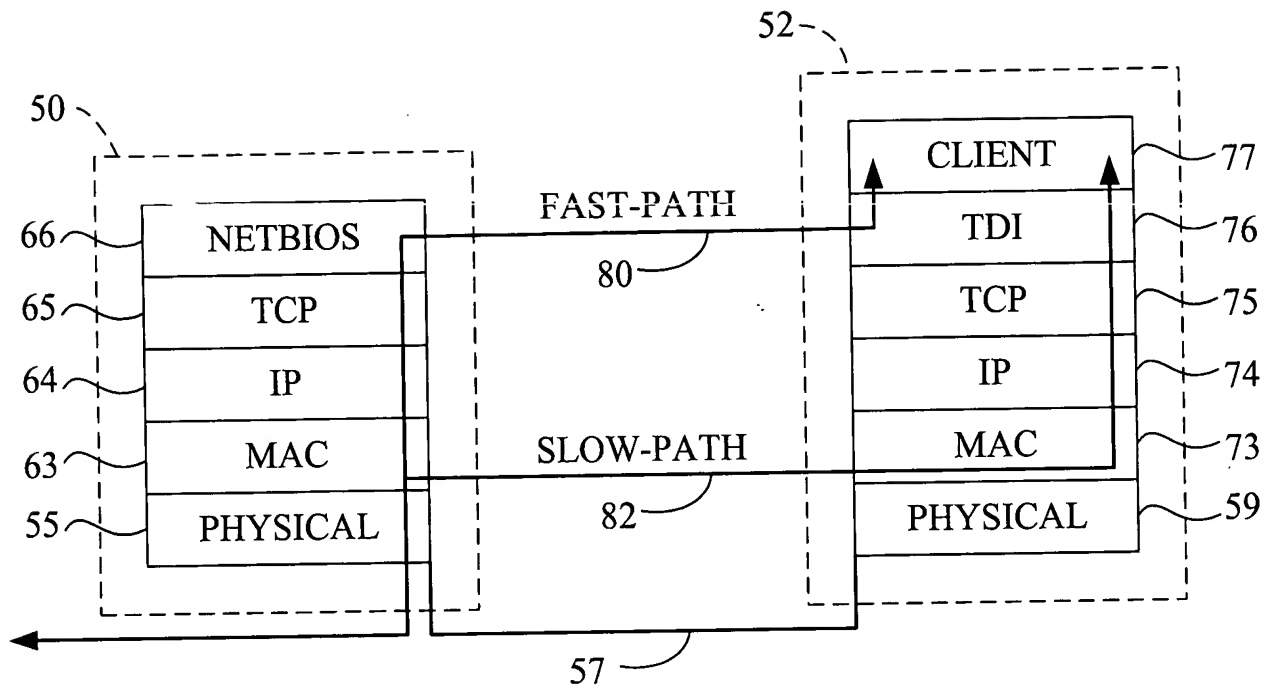 52
50
66 NETBIOS
65 TCP
64 IP
63 MAC
55 PHYSICAL
FAST-PATH
80
SLOW-PATH
82
57
CLIENT 77
TDI 76
TCP 75
IP 74
MAC 73
PHYSICAL 59